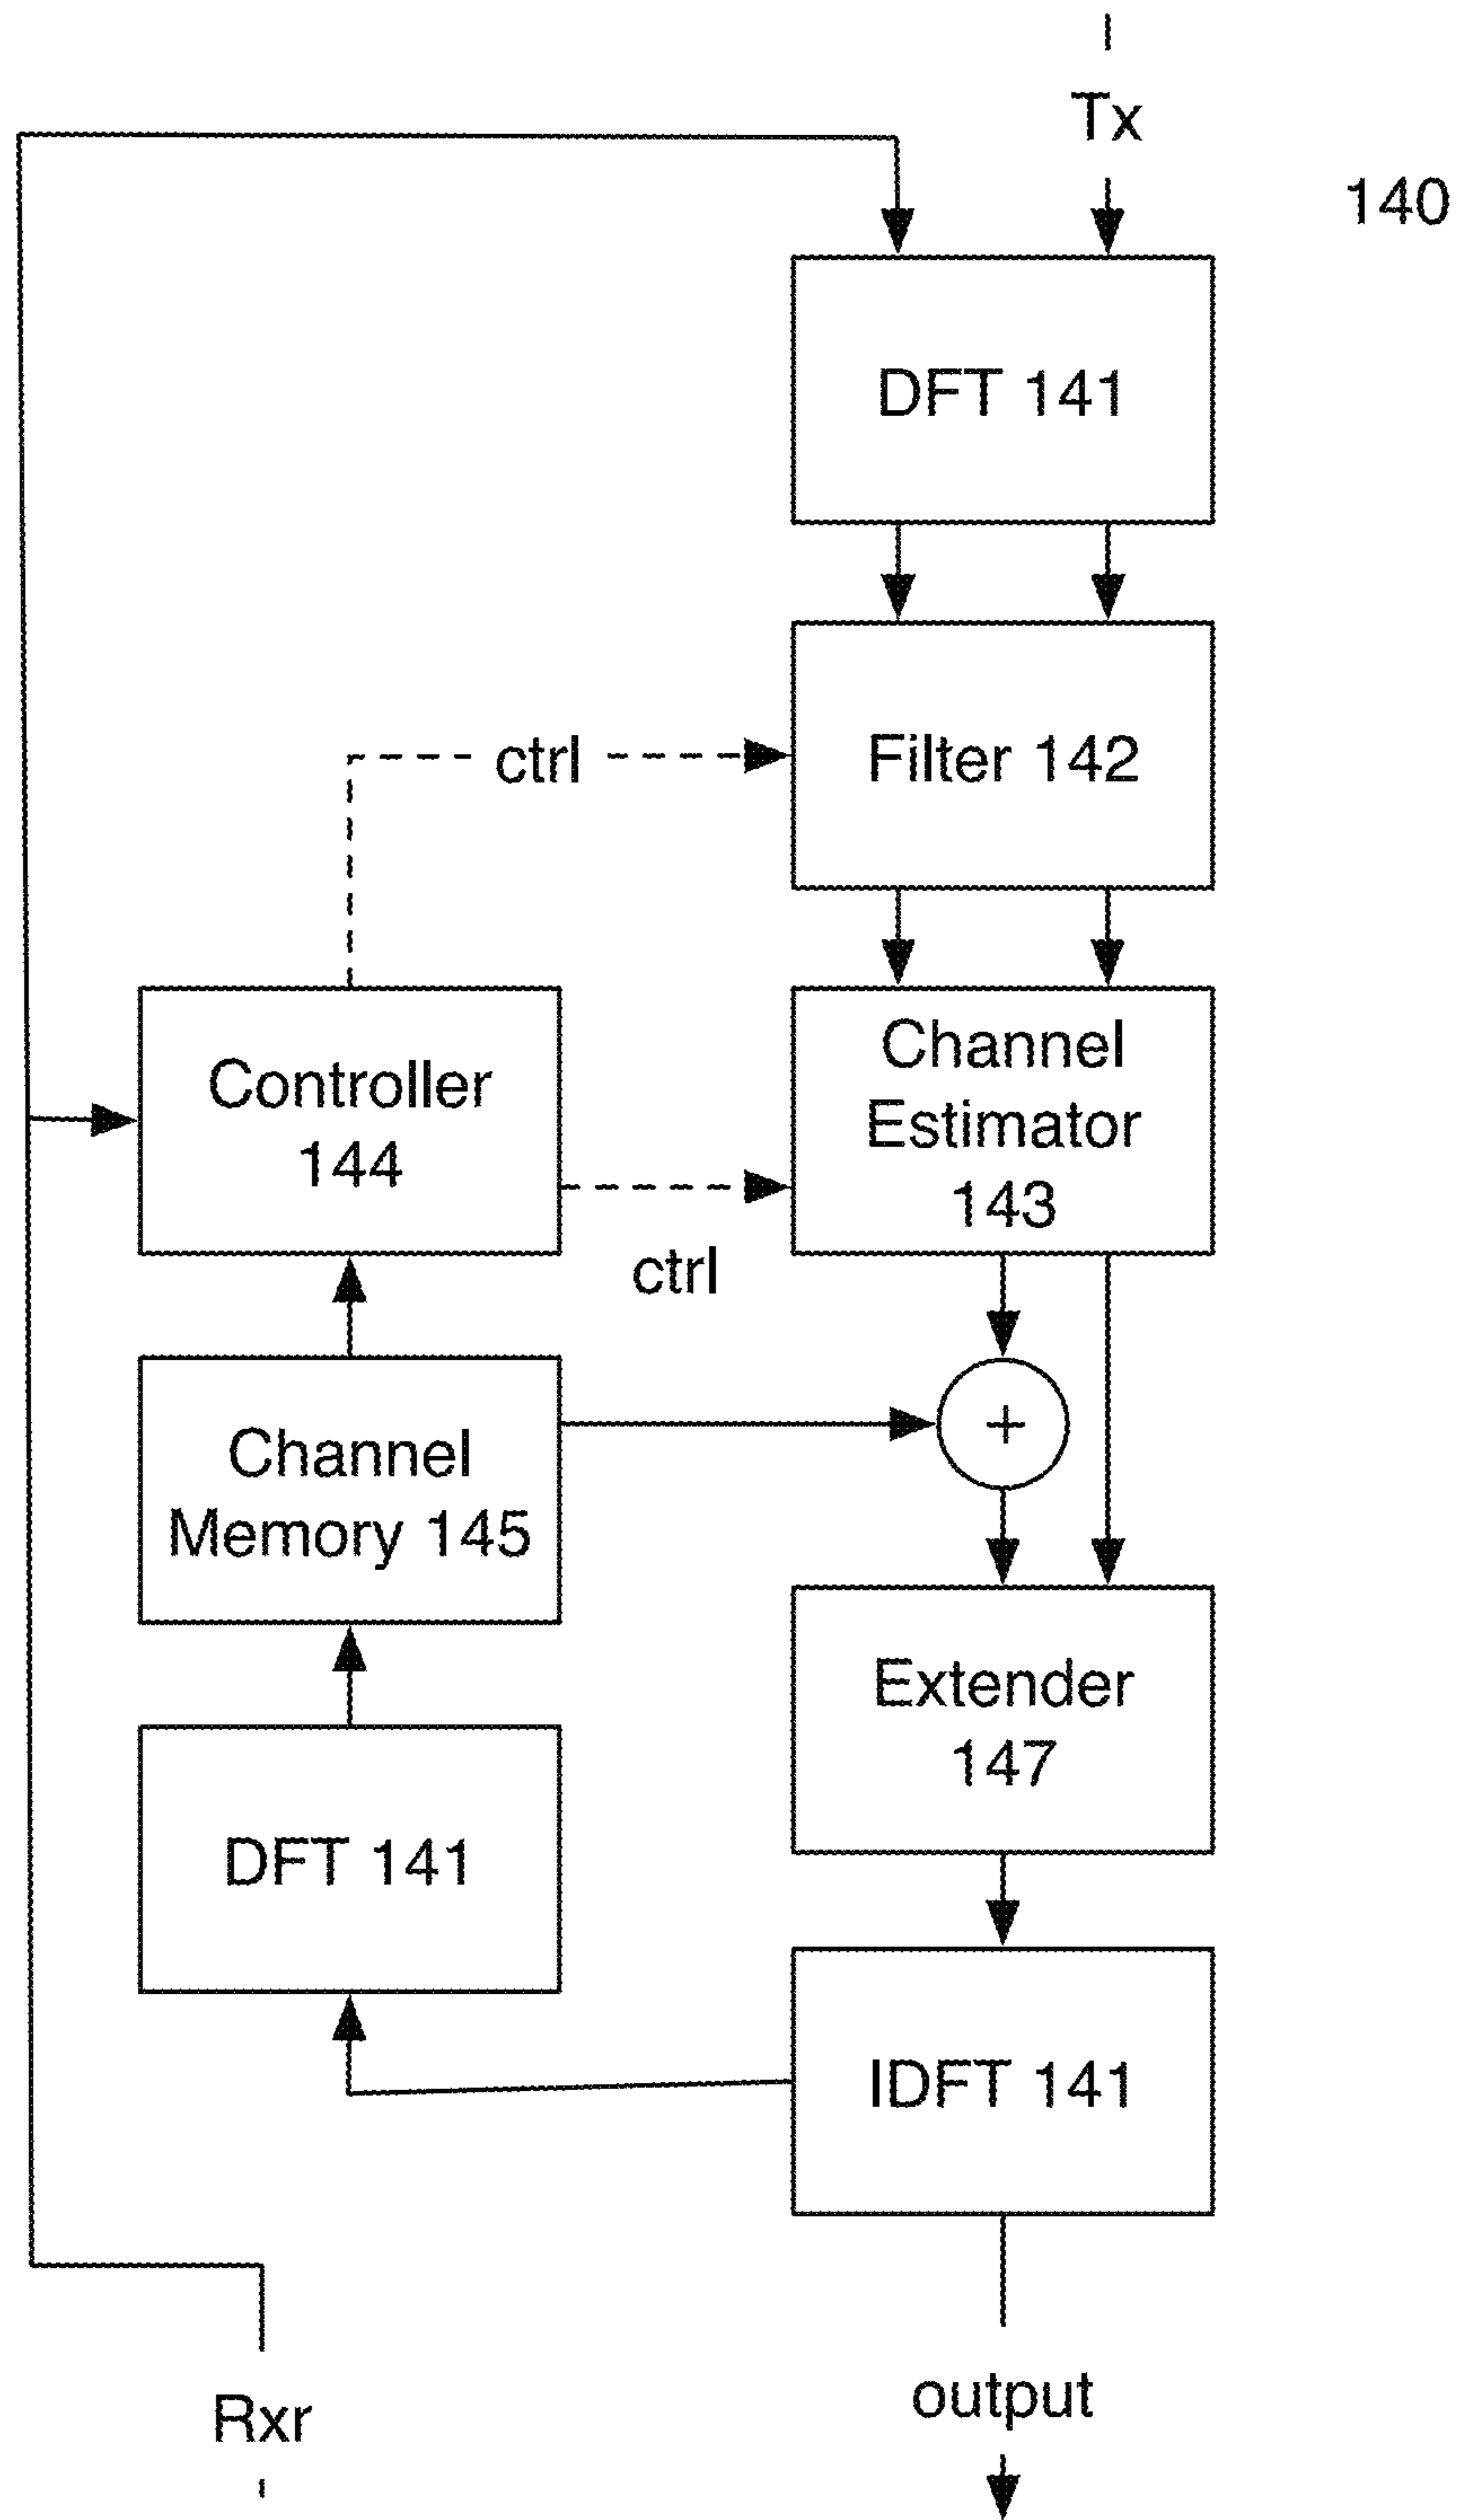 Tx
140
DFT 141
ctrl
Filter 142
Controller
144
Channel
Estimator
143
ctrl
+
Channel
Memory 145
Extender
147
DFT 141
IDFT 141
Rxr
output